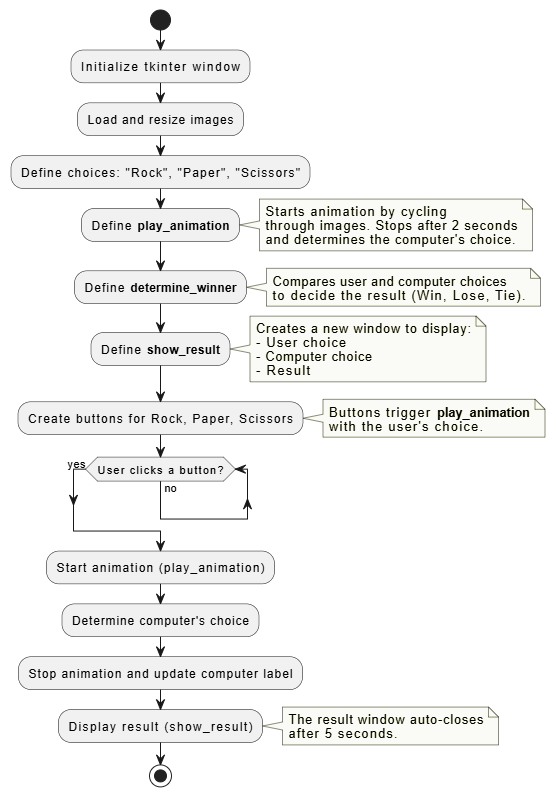 Initialize tkinter window
Load and resize images
Define choices: "Rock", "Paper", "Scissors"
Define play_animation
Starts animation by cycling
through images. Stops after 2 seconds
and determines the computer's choice.
Define determine_winner
Compares user and computer choices
to decide the result (Win, Lose, Tie).
Define show_result
Creates a new window to display:
- User choice
- Computer choice
- Result
Create buttons for Rock, Paper, Scissors
Buttons trigger play_animation
with the user's choice.
yes
User clicks a button?
no
Start animation (play_animation)
Determine computer's choice
Stop animation and update computer label
Display result (show_result)
The result window auto-closes
after 5 seconds.